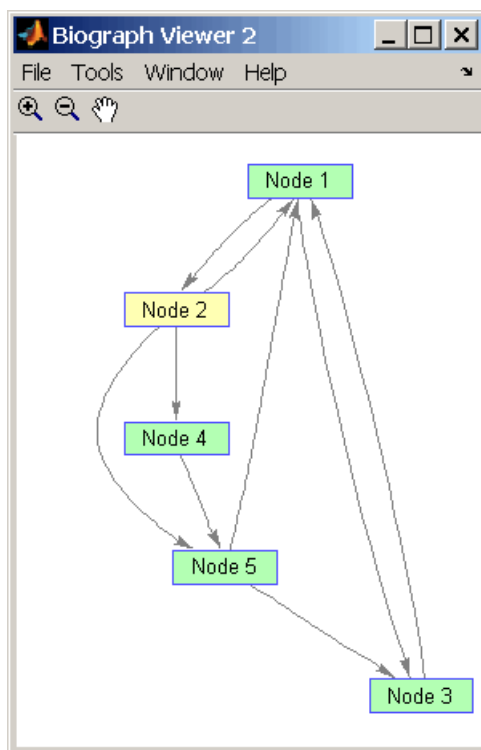 Biograph Viewer 2
File Tools Window Help
Node 1
Node 2
Node 4
Node 5
Node 3